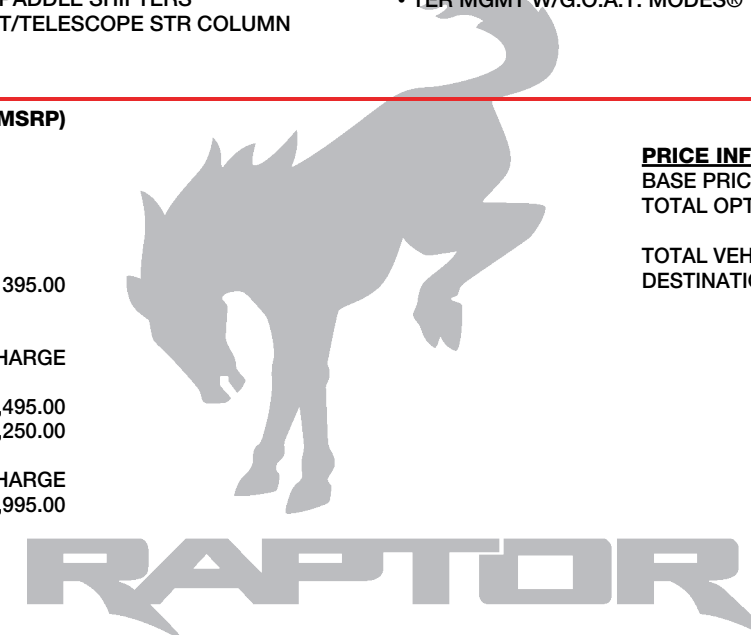 PADDLE SHIFTERS
T/TELESCOPE STR COLUMN
• TER MGMT W/G.O.A.T. MODES®
MSRP)
395.00
HARGE
,495.00
,250.00
HARGE
,995.00
PRICE INF
BASE PRIC
TOTAL OPT
TOTAL VEH
DESTINATIO
RAPTOR